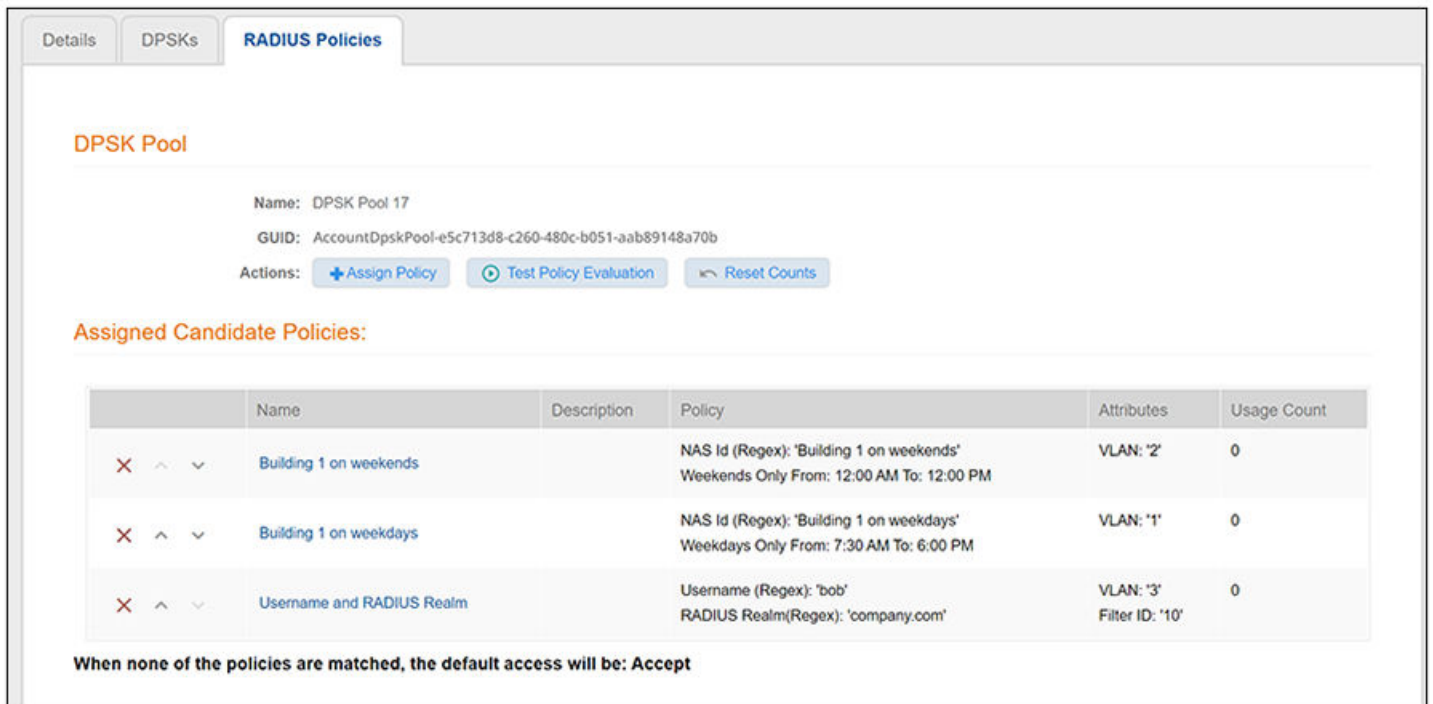 Details DPSKs RADIUS Policies
DPSK Pool
Name: DPSK Pool 17
GUID: AccountDpskPool-e5c713d8-c260-480c-b051-aab89148a70b
Actions: Assign Policy Test Policy Evaluation Reset Counts
Assigned Candidate Policies:
Name Description Policy Attributes Usage Count
Building 1 on weekends NAS Id (Regex): 'Building 1 on weekends' VLAN: '2' 0
Weekends Only From: 12:00 AM To: 12:00 PM
Building 1 on weekdays NAS Id (Regex): 'Building 1 on weekdays' VLAN: '1' 0
Weekdays Only From: 7:30 AM To: 6:00 PM
Username and RADIUS Realm Username (Regex): 'bob' VLAN: '3' 0
RADIUS Realm(Regex): 'company.com' Filter ID: '10'
When none of the policies are matched, the default access will be: Accept